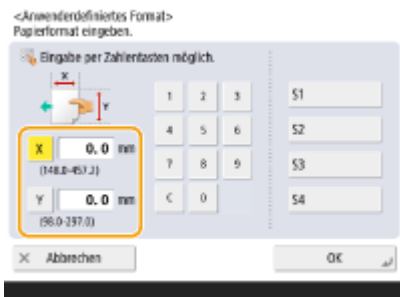 <Anwenderdefiniertes Format>
Papierformat eingeben.
Eingabe per Zahlentasten möglich.
X
Y
1 2 3
S1
4 5 6
S2
X 0.0 mm
(148.0-457.2)
7 8 9
S3
Y 0.0 mm
(98.0-297.0)
C 0
S4
× Abbrechen
OK